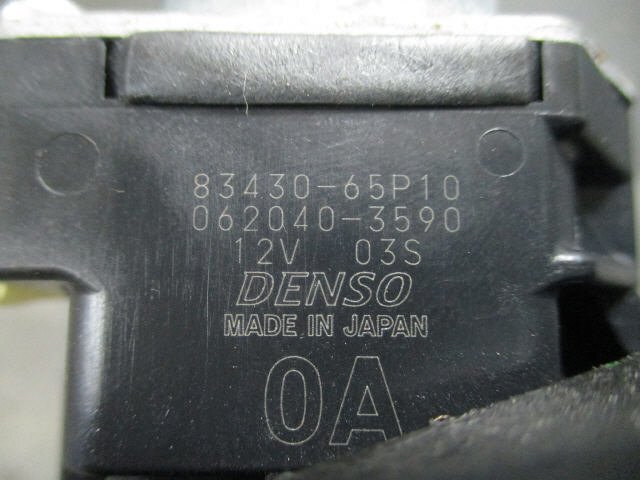 83430-65P10
062040-3590
12V 03S
DENSO
MADE IN JAPAN
0A